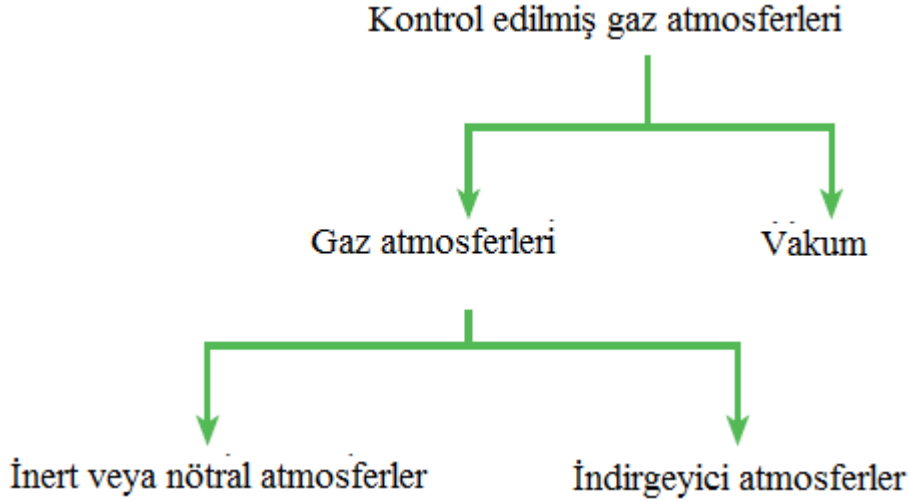 Kontrol edilmiş gaz atmosferleri
Gaz atmosferleri
Vakum
İnert veya nötral atmosferler
İndirgeyici atmosferler